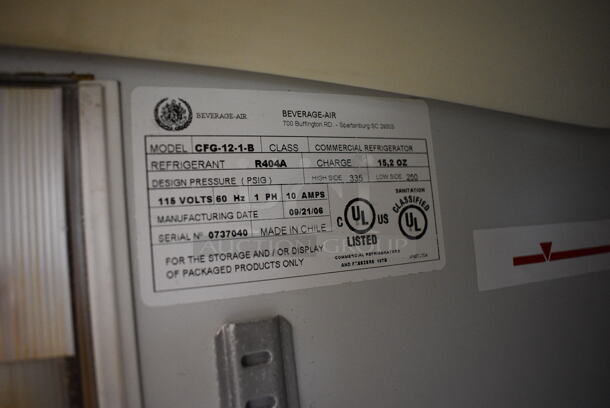 BEVERAGE-AIR
BEVERAGE-AIR
700 Buffington RD. - Spartanburg SC 29303
MODEL CFG-12-1-B CLASS COMMERCIAL REFRIGERATOR
REFRIGERANT R404A CHARGE 15,2 OZ
DESIGN PRESSURE ( PSIG ) HIGH SIDE 335 LOW SIDE 200
115 VOLTS 60 Hz 1 PH 10 AMPS
MANUFACTURING DATE 09/21/06
SERIAL Nº 0737040 MADE IN CHILE
FOR THE STORAGE AND / OR DISPLAY
OF PACKAGED PRODUCTS ONLY
C UL US
LISTED
COMMERCIAL REFRIGERATORS
AND FREEZERS
SANITATION
CLASSIFIED
UL
AUCTION GROUP